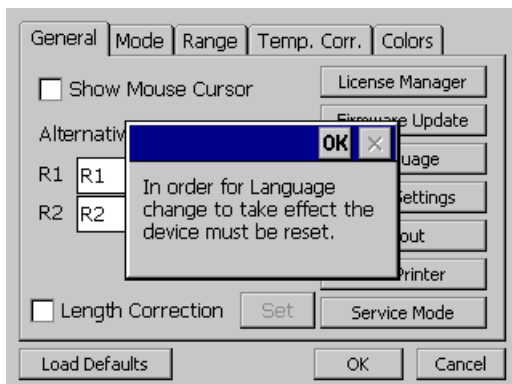 General Mode Range Temp. Corr. Colors
Show Mouse Cursor
License Manager
Update
OK
R1 R1
In order for Language
change to take effect the
device must be reset.
R2 R2
Settings
Printer
Length Correction Set
Service Mode
Load Defaults OK Cancel